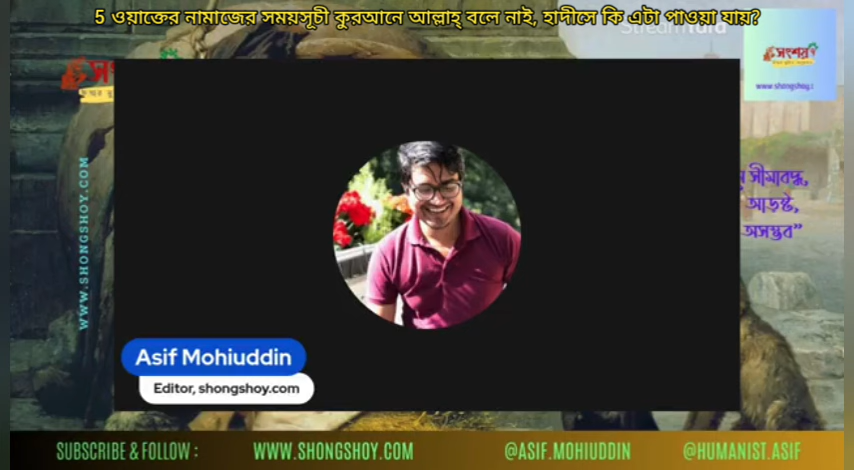 5 ওয়াক্তের নামাজের সময়সূচী কুরআনে আল্লাহ্ বলে নাই, হাদীসে কি এটা পাওয়া যায়?
StreamYard
সংশয়
www.shongshoy.c
WWW.SHONGSHOY.COM
সীমাবদ্ধ,
আড়ষ্ট,
অসম্ভব”
Asif Mohiuddin
Editor, shongshoy.com
SUBSCRIBE & FOLLOW :
WWW.SHONGSHOY.COM
@ASIF.MOHIUDDIN
@HUMANIST.ASIF